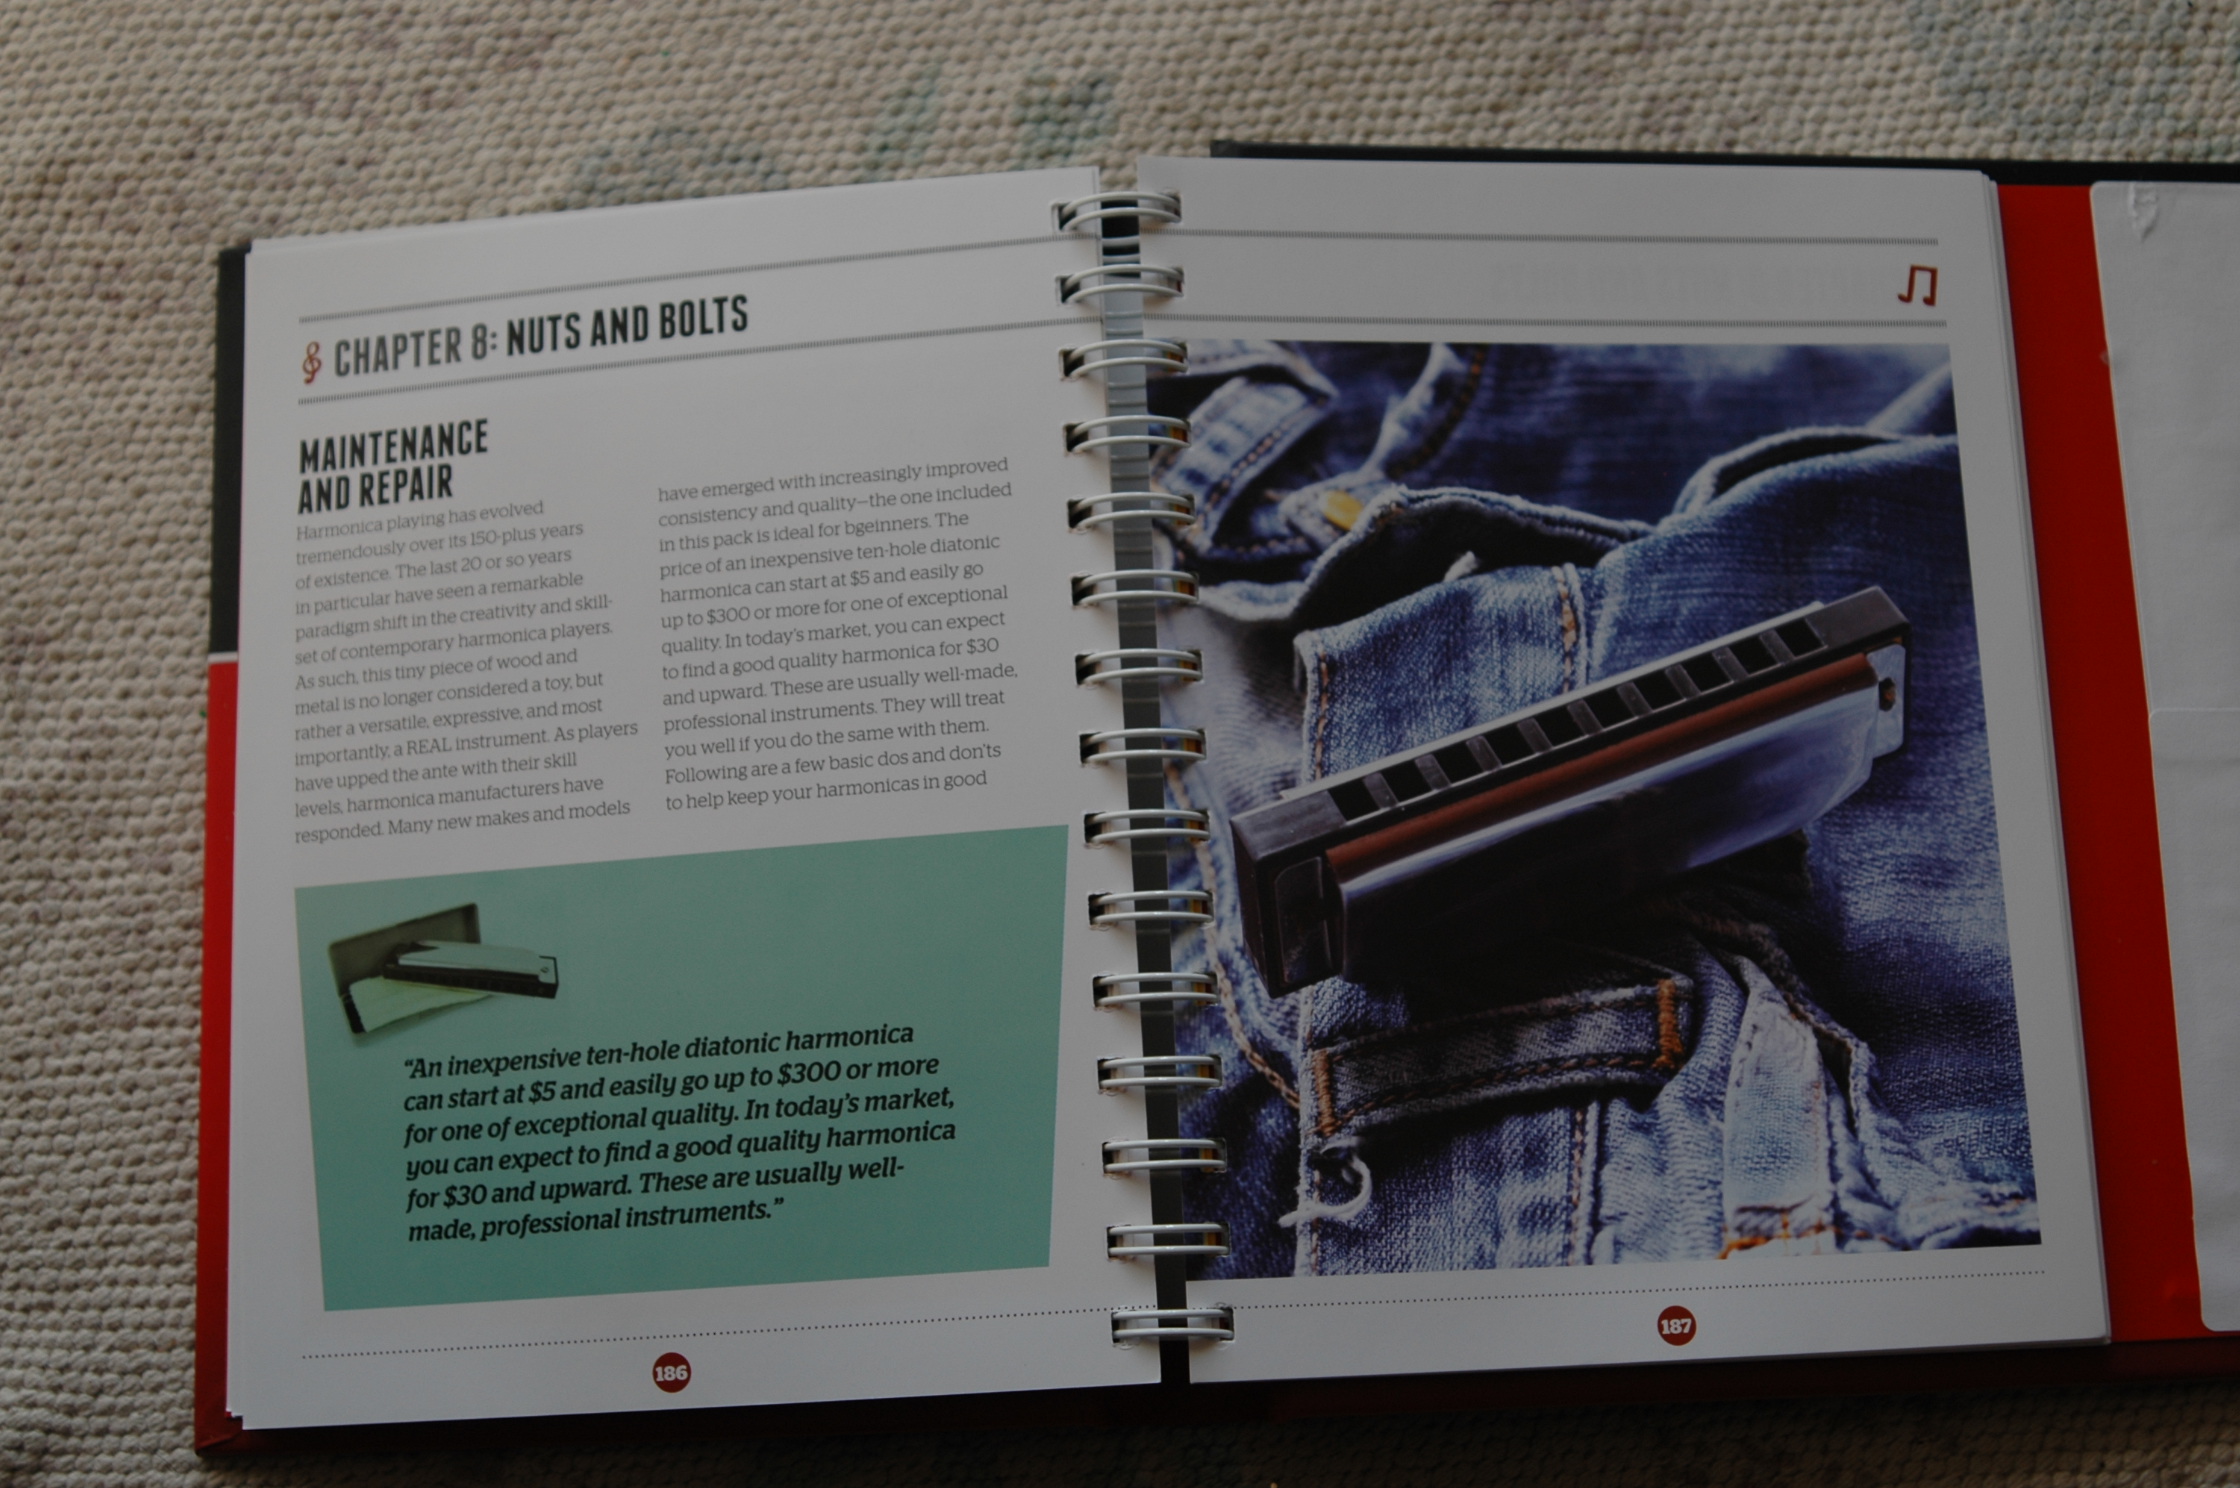 CHAPTER 8: NUTS AND BOLTS
MAINTENANCE
AND REPAIR
Harmonica playing has evolved
tremendously over its 150-plus years
of existence. The last 20 or so years
in particular have seen a remarkable
paradigm shift in the creativity and skill-
set of contemporary harmonica players.
As such, this tiny piece of wood and
metal is no longer considered a toy, but
rather a versatile, expressive, and most
importantly, a REAL instrument. As players
have upped the ante with their skill
levels, harmonica manufacturers have
responded. Many new makes and models
have emerged with increasingly improved
consistency and quality—the one included
in this pack is ideal for bgeinners. The
price of an inexpensive ten-hole diatonic
harmonica can start at $5 and easily go
up to $300 or more for one of exceptional
quality. In today's market, you can expect
to find a good quality harmonica for $30
and upward. These are usually well-made,
professional instruments. They will treat
you well if you do the same with them.
Following are a few basic dos and don'ts
to help keep your harmonicas in good
"An inexpensive ten-hole diatonic harmonica
can start at $5 and easily go up to $300 or more
for one of exceptional quality. In today's market,
you can expect to find a good quality harmonica
for $30 and upward. These are usually well-
made, professional instruments."
186
187